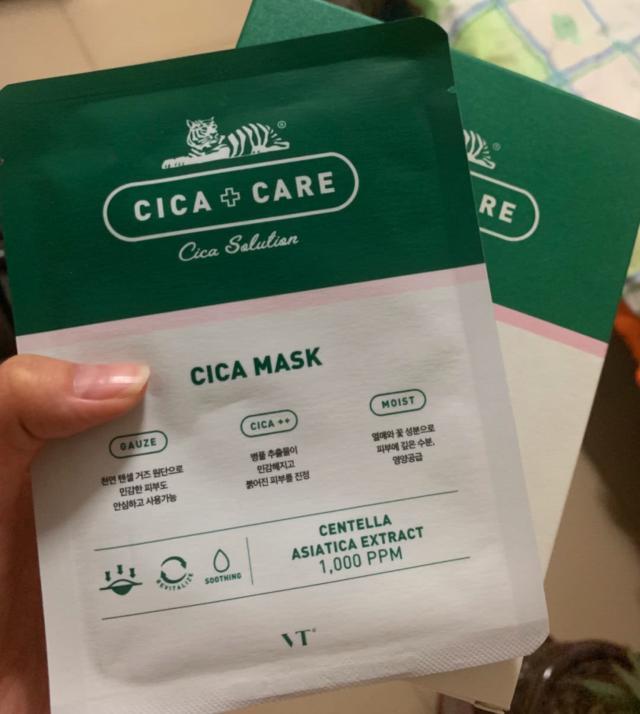 ®
CICA + CARE
Cica Solution
®
RE
CICA MASK
GAUZE
천연 텐셀 거즈 원단으로
민감한 피부도
안심하고 사용가능
CICA ++
병풀 추출물이
민감해지고
붉어진 피부를 진정
MOIST
열매와 꽃 성분으로
피부에 깊은 수분,
영양공급
REVITALIZE
SOOTHING
CENTELLA
ASIATICA EXTRACT
1,000 PPM
VT®